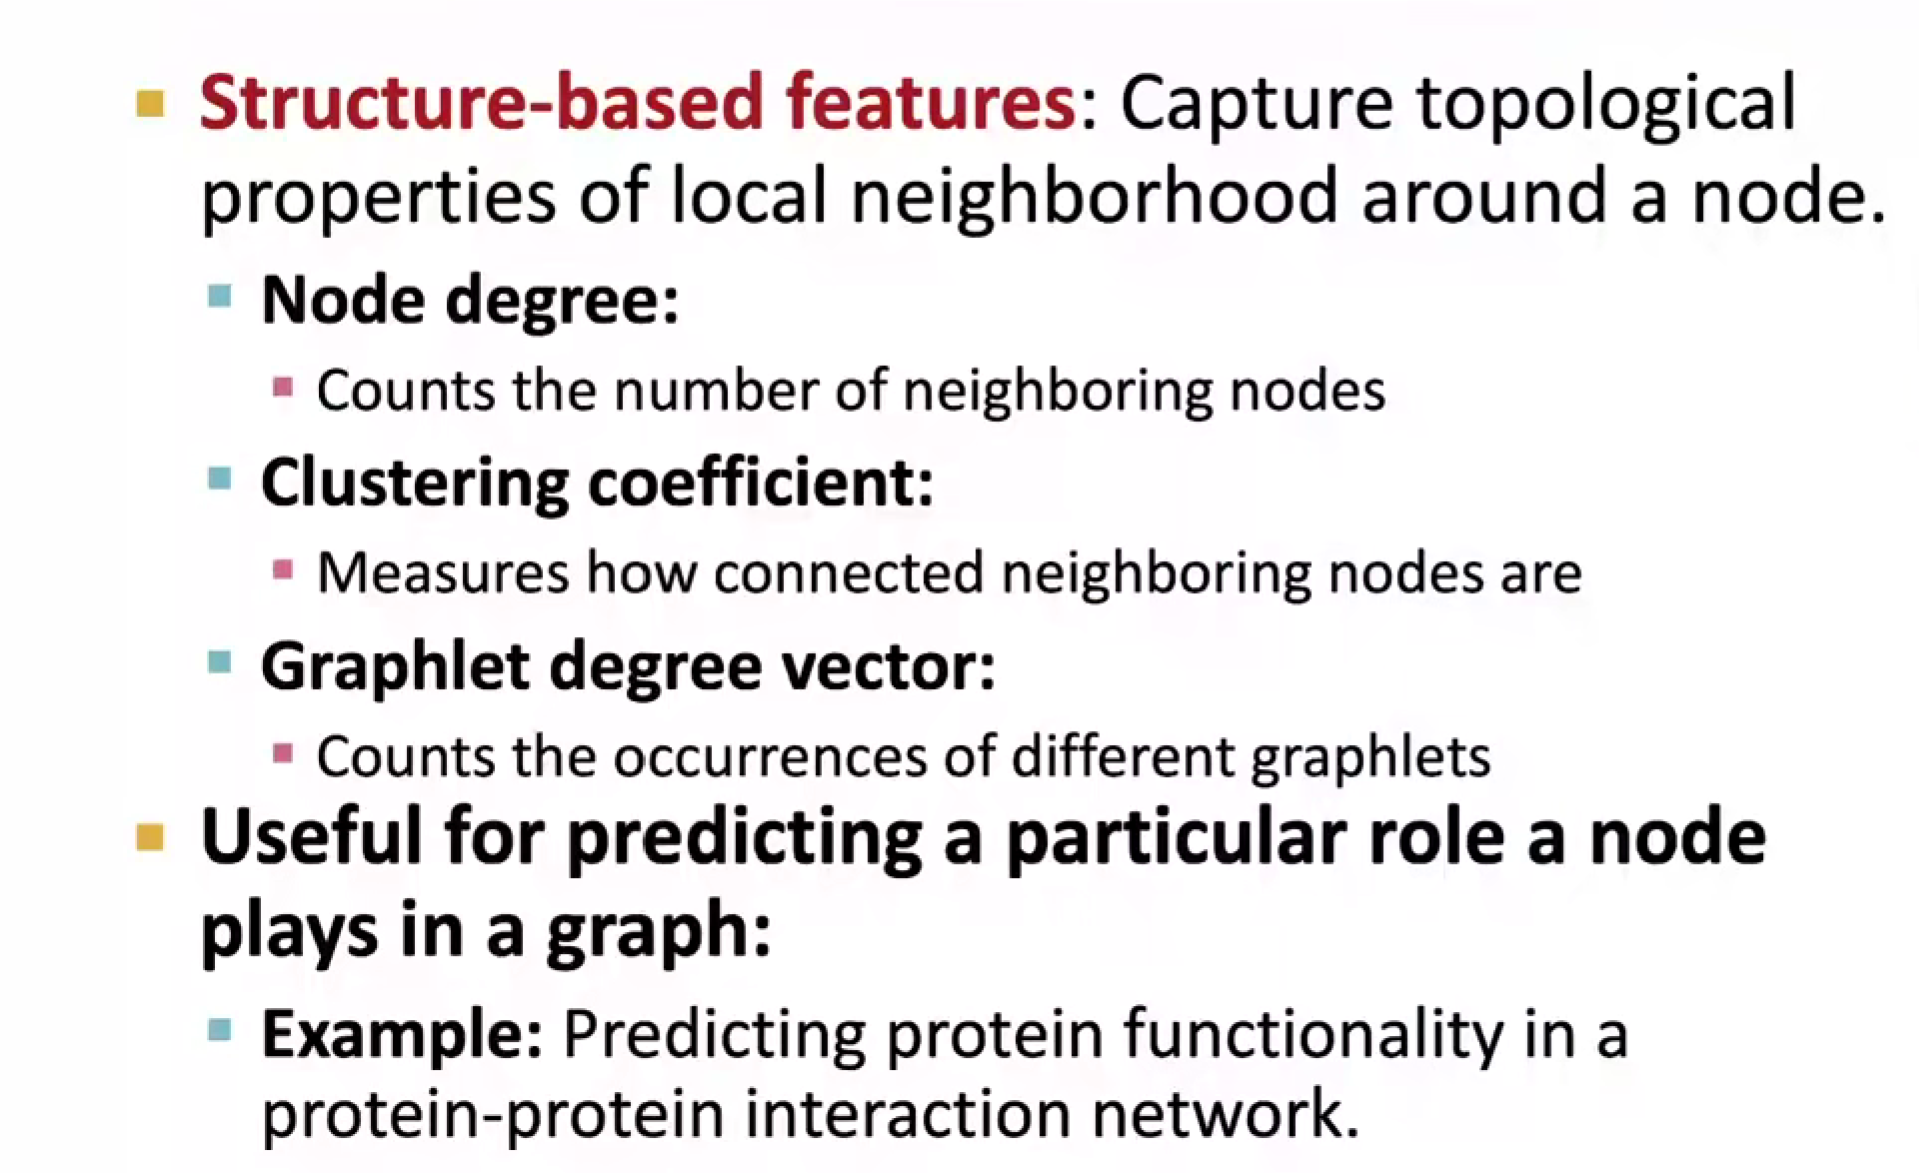 Structure-based features: Capture topological
properties of local neighborhood around a node.
Node degree:
Counts the number of neighboring nodes
Clustering coefficient:
Measures how connected neighboring nodes are
Graphlet degree vector:
Counts the occurrences of different graphlets
Useful for predicting a particular role a node
plays in a graph:
Example: Predicting protein functionality in a
protein-protein interaction network.